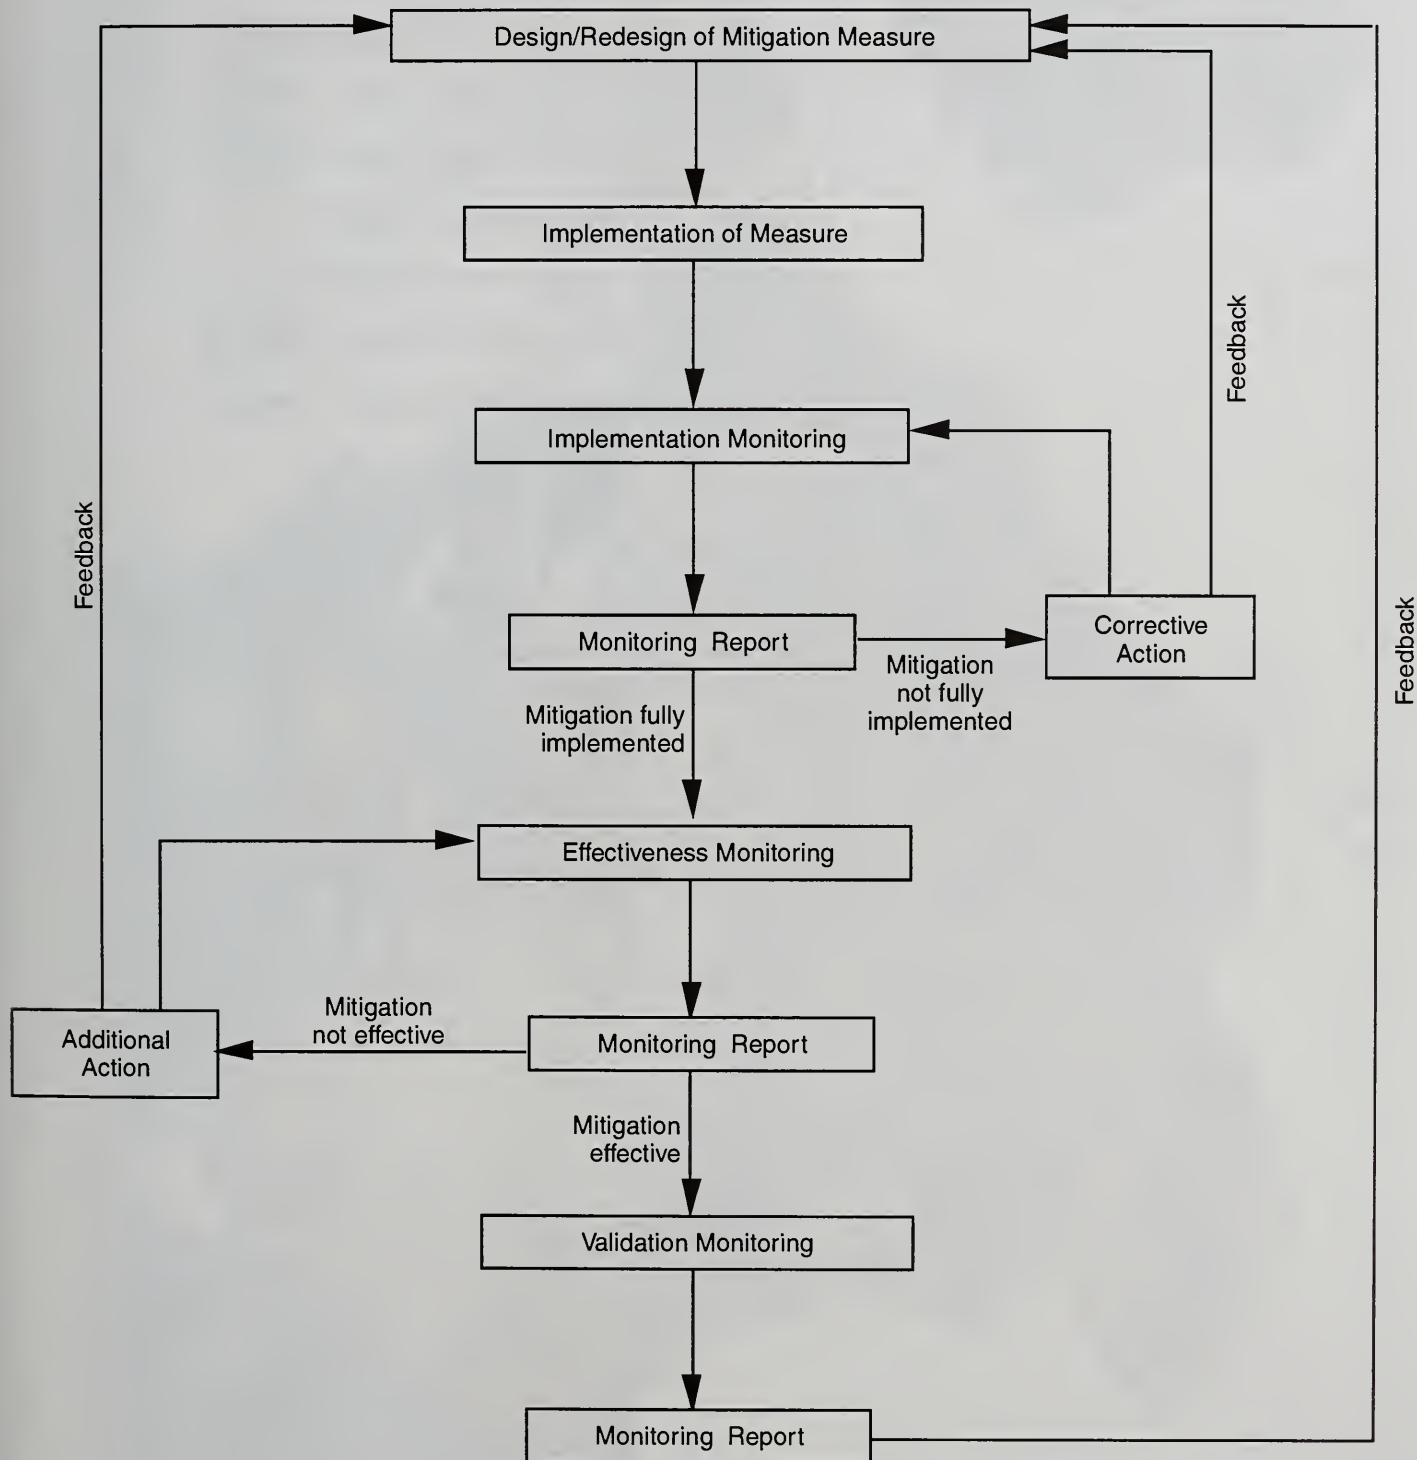 Design/Redesign of Mitigation Measure
Implementation of Measure
Feedback
Implementation Monitoring
Feedback
Monitoring Report
Corrective
Action
Mitigation
not fully
implemented
Feedback
Mitigation fully
implemented
Effectiveness Monitoring
Mitigation
not effective
Additional
Action
Monitoring Report
Mitigation
effective
Validation Monitoring
Monitoring Report